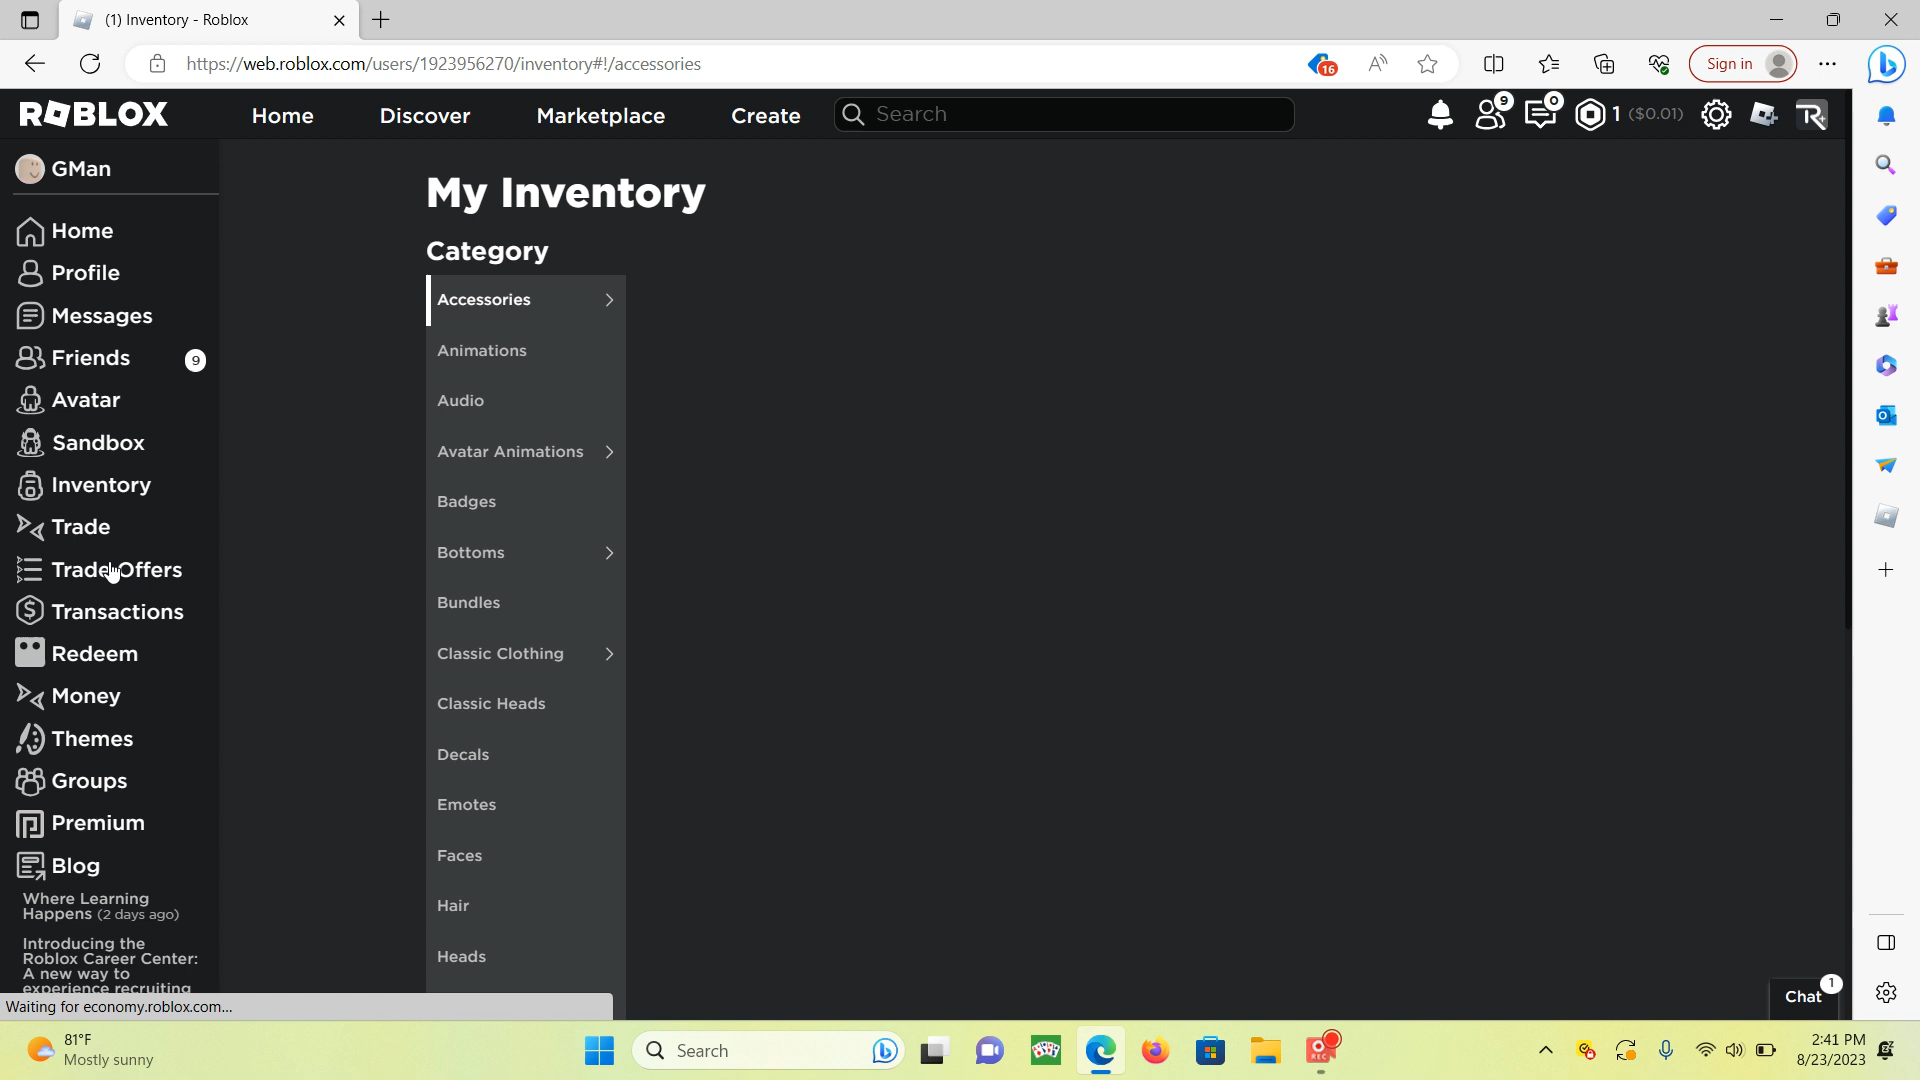 (1) Inventory - Roblox
https://web.roblox.com/users/1923956270/inventory#!/accessories
16
Sign in
ROBLOX
Home
Discover
Marketplace
Create
Search
9
0
1 ($0.01)
GMan
Home
Profile
Messages
Friends
9
Avatar
Sandbox
Inventory
Trade
Trade Offers
Transactions
Redeem
Money
Themes
Groups
Premium
Blog
Where Learning
Happens (2 days ago)
Introducing the
Roblox Career Center:
A new way to
experience recruiting
My Inventory
Category
Accessories
Animations
Audio
Avatar Animations
Badges
Bottoms
Bundles
Classic Clothing
Classic Heads
Decals
Emotes
Faces
Hair
Heads
Chat
1
Waiting for economy.roblox.com...
81°F
Mostly sunny
Search
REC
2:41 PM
8/23/2023